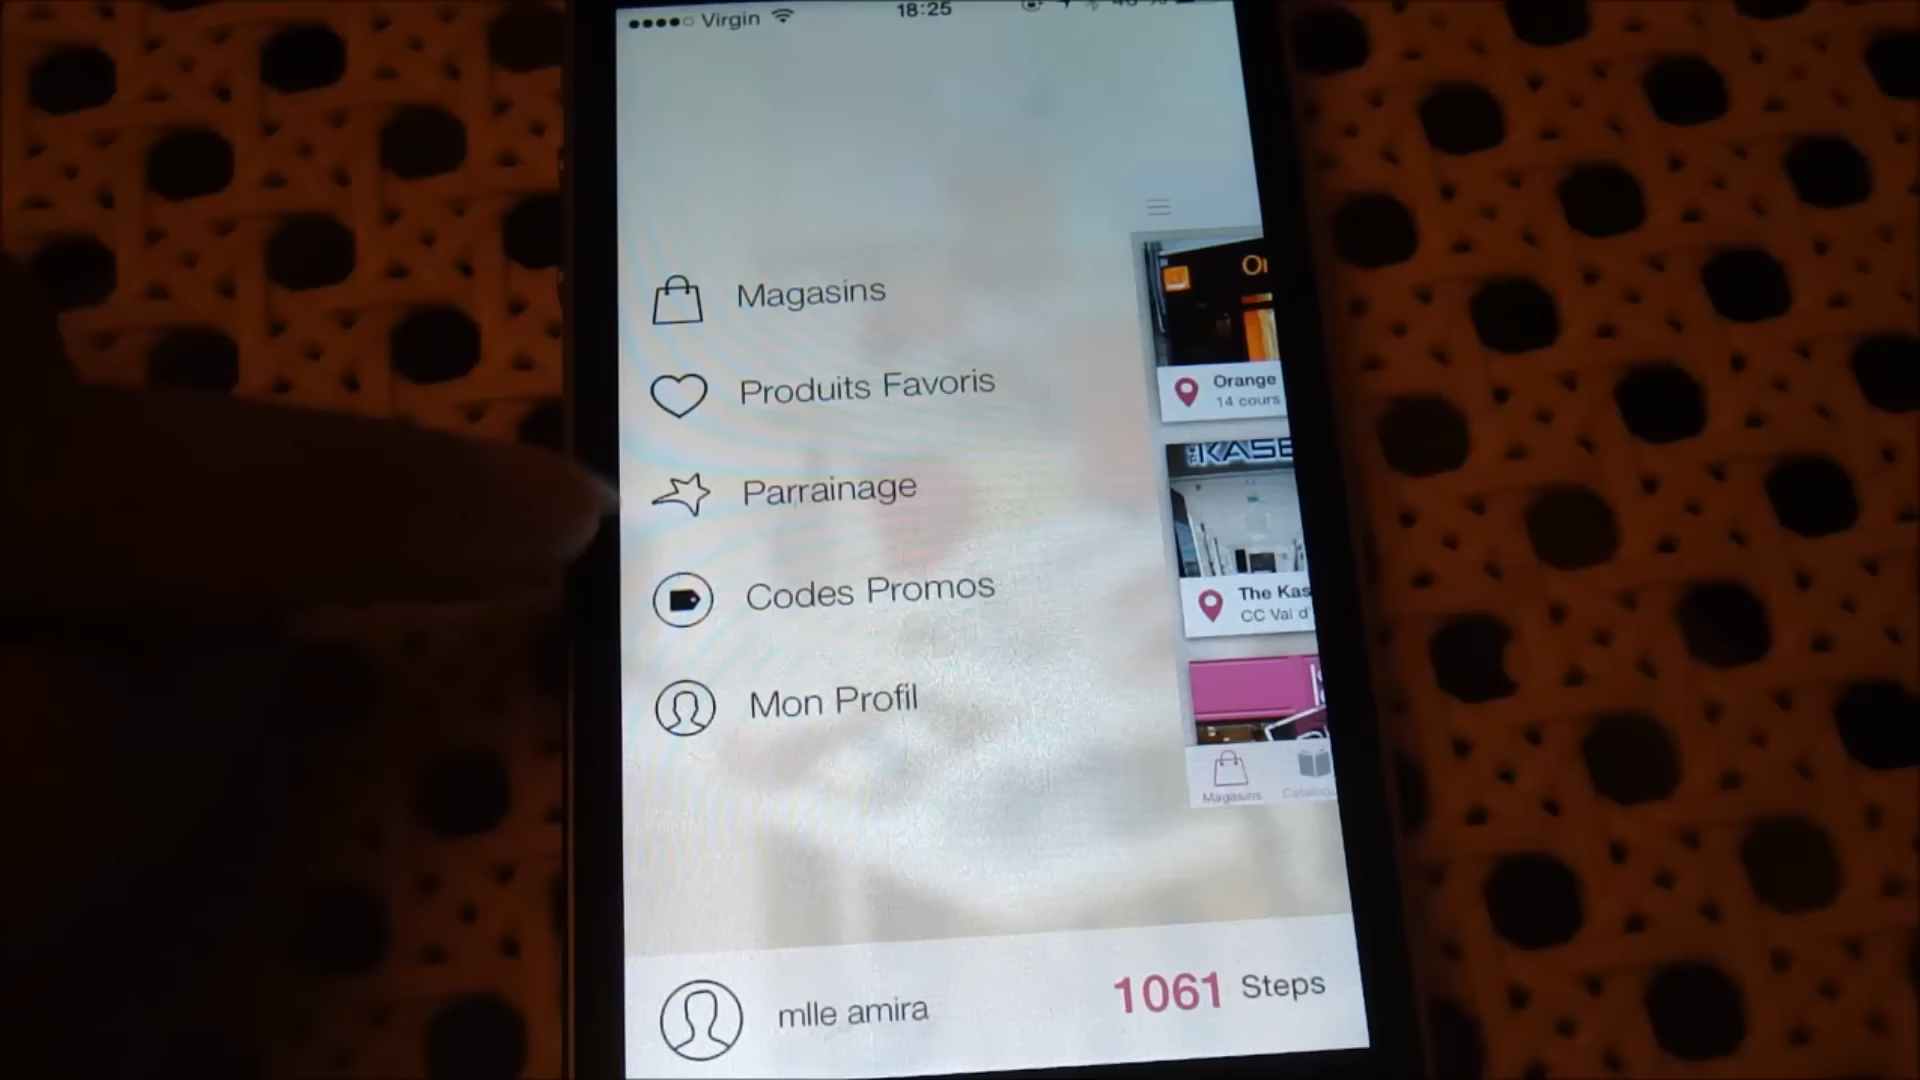 Virgin 18:25
Magasins
Produits Favoris
Parrainage
Codes Promos
Mon Profil
mlle amira
1061 Steps
Orange
14 cours
KASE
The Kas
CC Val d'
Magasins